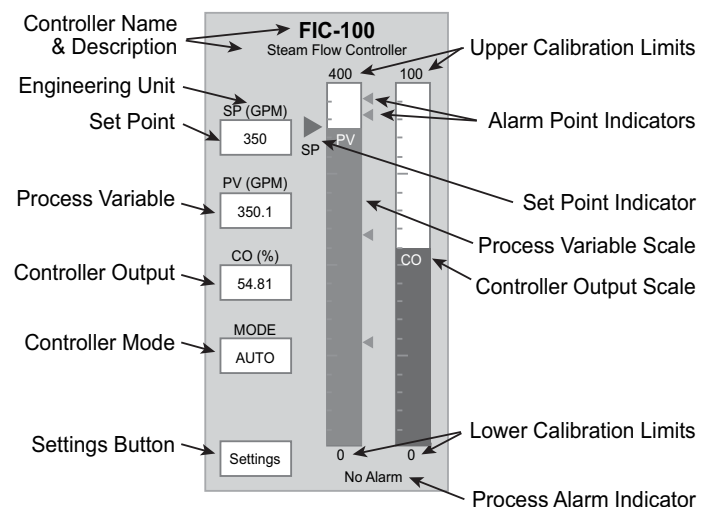 Controller Name
& Description
FIC-100
Steam Flow Controller
Upper Calibration Limits
400
100
Engineering Unit
SP (GPM)
Set Point
350
SP
PV
Alarm Point Indicators
Set Point Indicator
PV (GPM)
Process Variable
350.1
Process Variable Scale
CO (%)
Controller Output
54.81
CO
Controller Output Scale
MODE
Controller Mode
AUTO
Settings Button
Settings
Lower Calibration Limits
0
0
No Alarm
Process Alarm Indicator